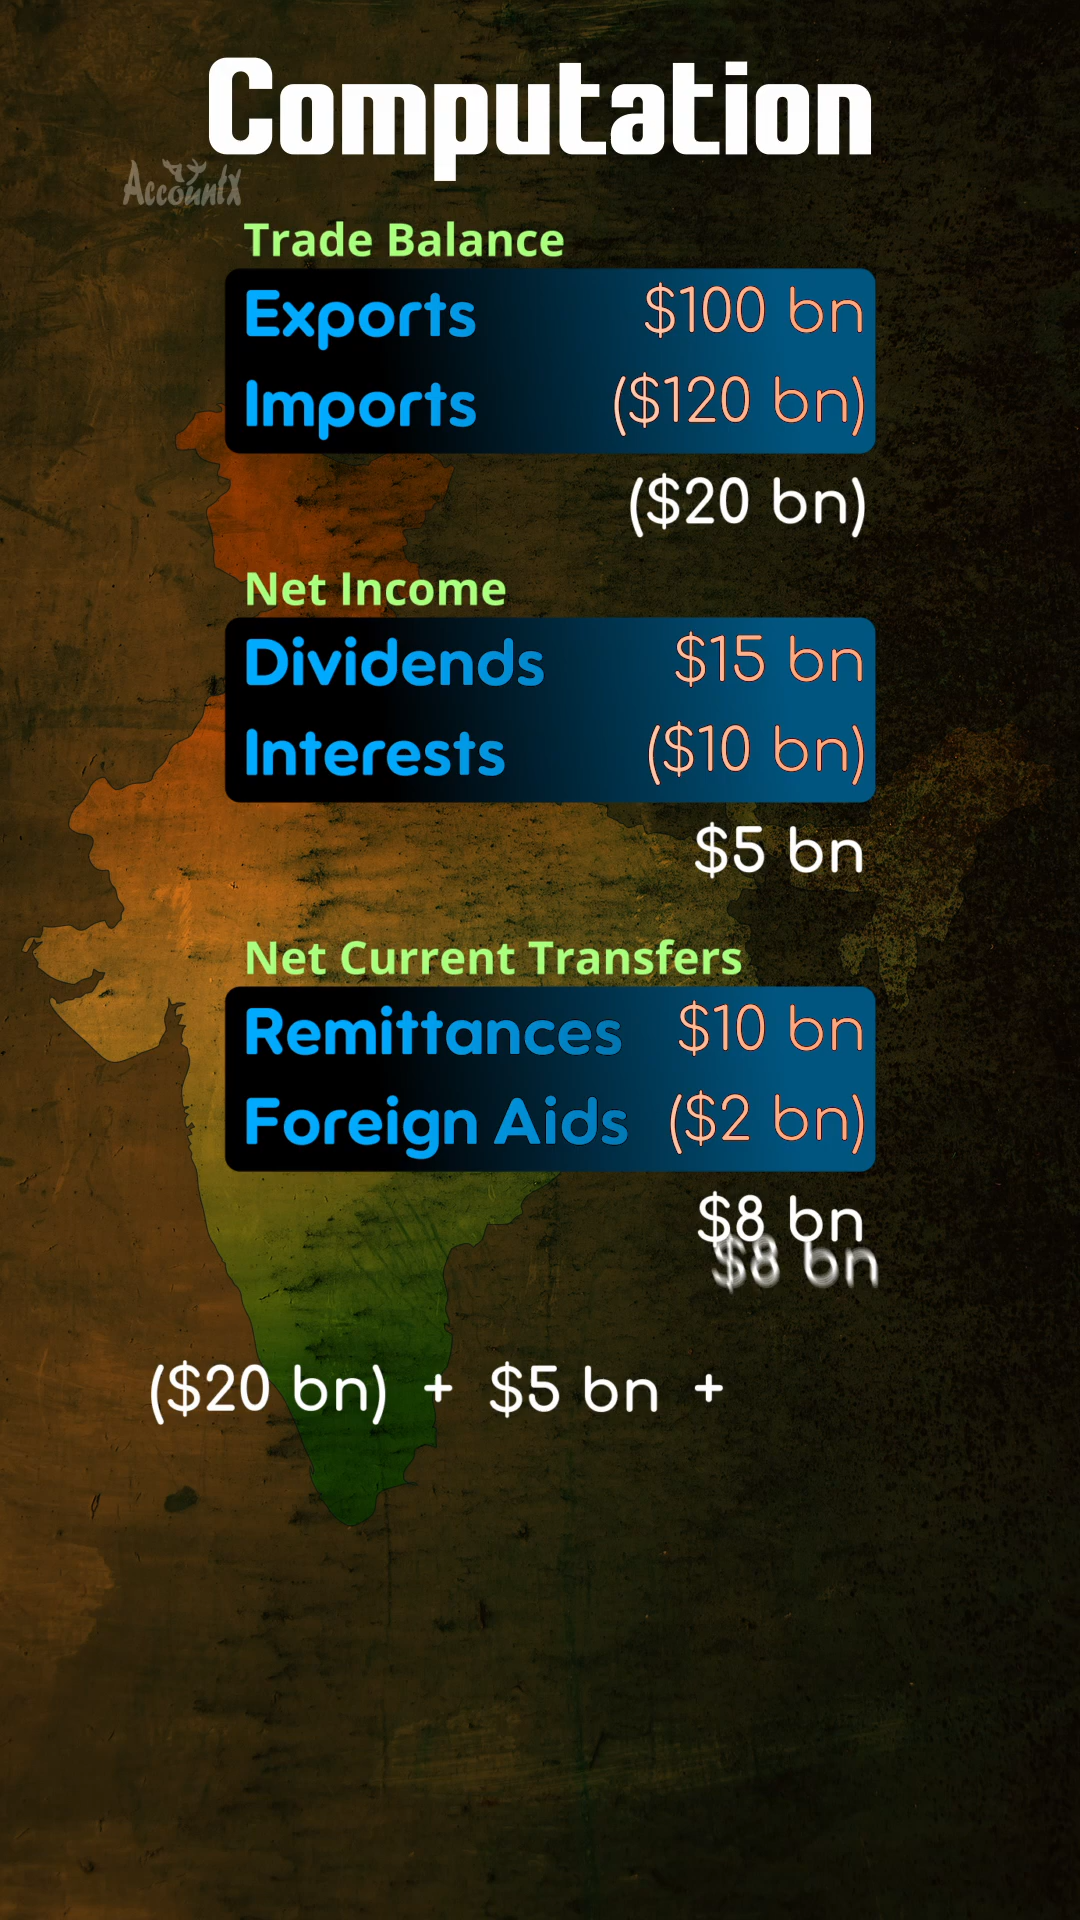 Computation
AccountX
Trade Balance
Exports $100 bn
Imports ($120 bn)
($20 bn)
Net Income
Dividends $15 bn
Interests ($10 bn)
$5 bn
Net Current Transfers
Remittances $10 bn
Foreign Aids ($2 bn)
$8 bn
$8 bn
($20 bn) + $5 bn +